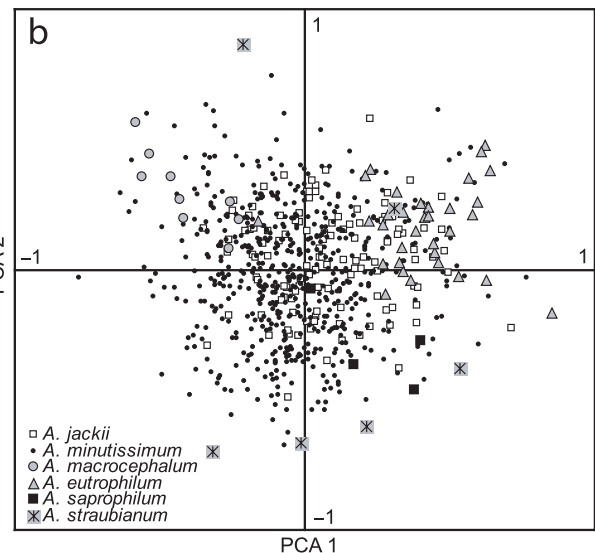 b
1
−1
1
PCA 2
A. jackii
A. minutissimum
A. macrocephalum
A. eutrophilum
A. saprophilum
A. straubianum
−1
PCA 1